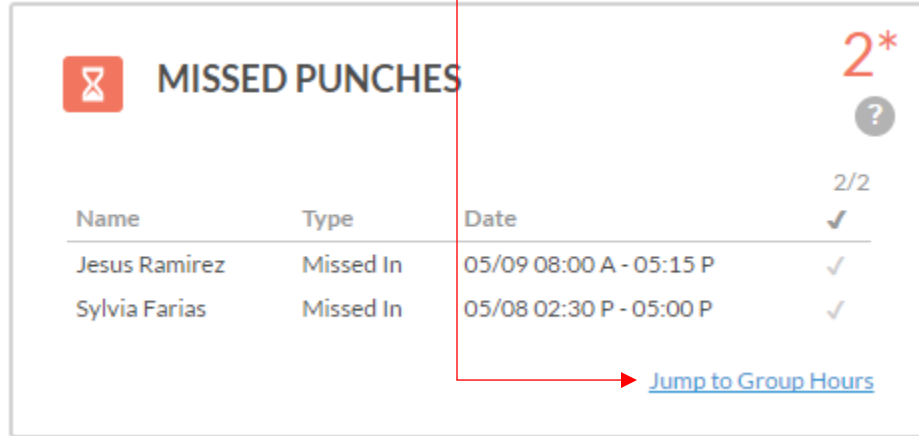 2*
MISSED PUNCHES
?
2/2
Name Type Date ✓
Jesus Ramirez Missed In 05/09 08:00 A - 05:15 P ✓
Sylvia Farias Missed In 05/08 02:30 P - 05:00 P ✓
Jump to Group Hours